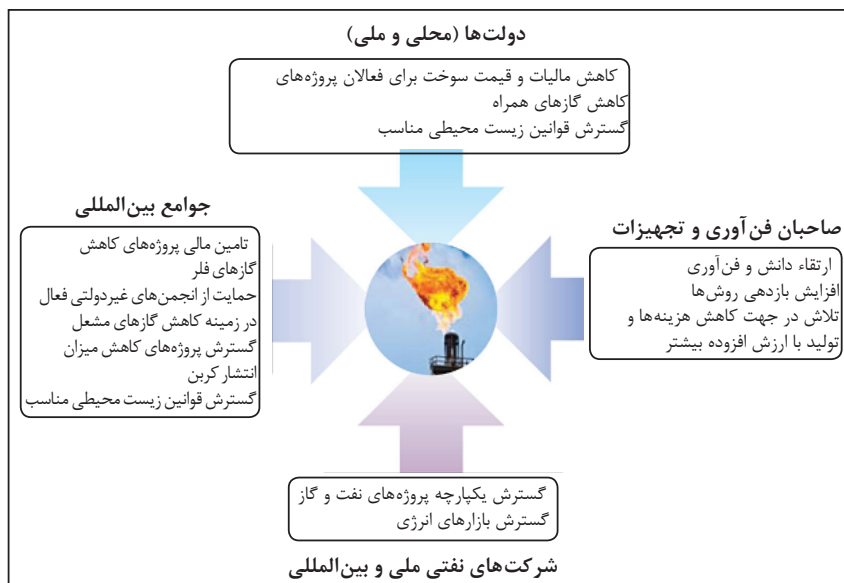 دولت‌ها (محلی و ملی)
کاهش مالیات و قیمت سوخت برای فعالان پروژه‌های
کاهش گازهای همراه
گسترش قوانین زیست محیطی مناسب
صاحبان فن‌آوری و تجهیزات
ارتقاء دانش و فن‌آوری
افزایش بازدهی روش‌ها
تلاش در جهت کاهش هزینه‌ها و
تولید با ارزش افزوده بیشتر
جوامع بین‌المللی
تامین مالی پروژه‌های کاهش
گازهای فلر
حمایت از انجمن‌های غیردولتی فعال
در زمینه کاهش گازهای مشعل
گسترش پروژه‌های کاهش میزان
انتشار کربن
گسترش قوانین زیست محیطی مناسب
گسترش یکپارچه پروژه‌های نفت و گاز
گسترش بازارهای انرژی
شرکت‌های نفتی ملی و بین‌المللی